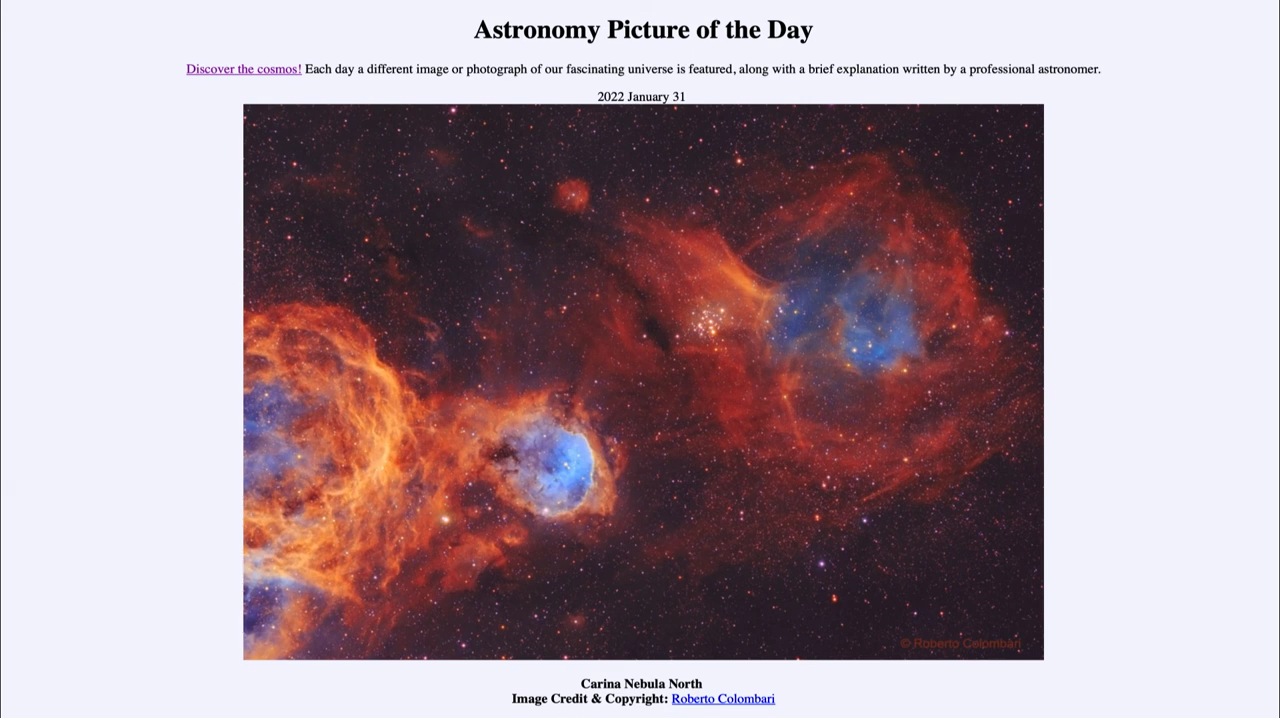 Astronomy Picture of the Day
Discover the cosmos! Each day a different image or photograph of our fascinating universe is featured, along with a brief explanation written by a professional astronomer.
2022 January 31
© Roberto Colombari
Carina Nebula North
Image Credit & Copyright: Roberto Colombari